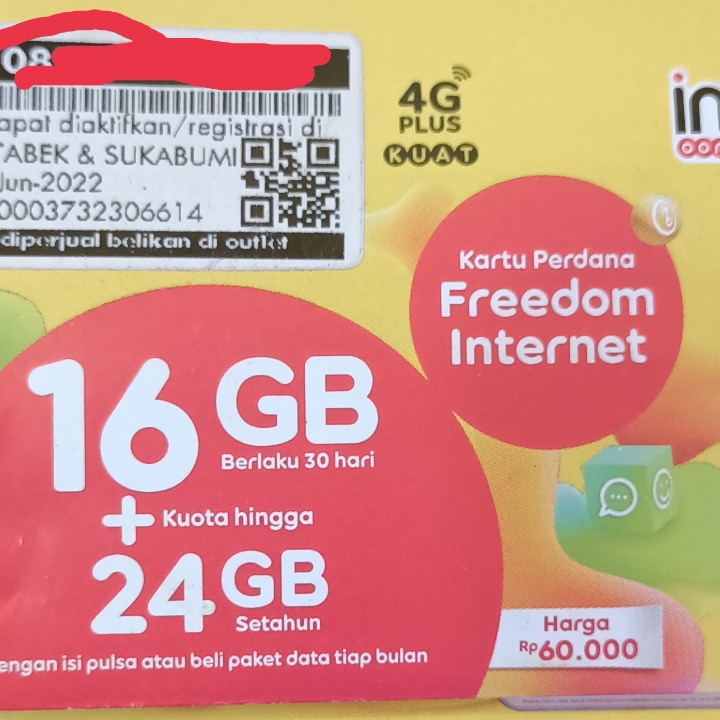 08
apat diaktifkan/registrasi di
TABEK & SUKABUMI
Jun-2022
0003732306614
diperjual belikan di outlet
4G
PLUS
KUAT
in
Kartu Perdana
Freedom
Internet
16 GB
Berlaku 30 hari
+ Kuota hingga
24 GB
Setahun
engan isi pulsa atau beli paket data tiap bulan
Harga
Rp60.000